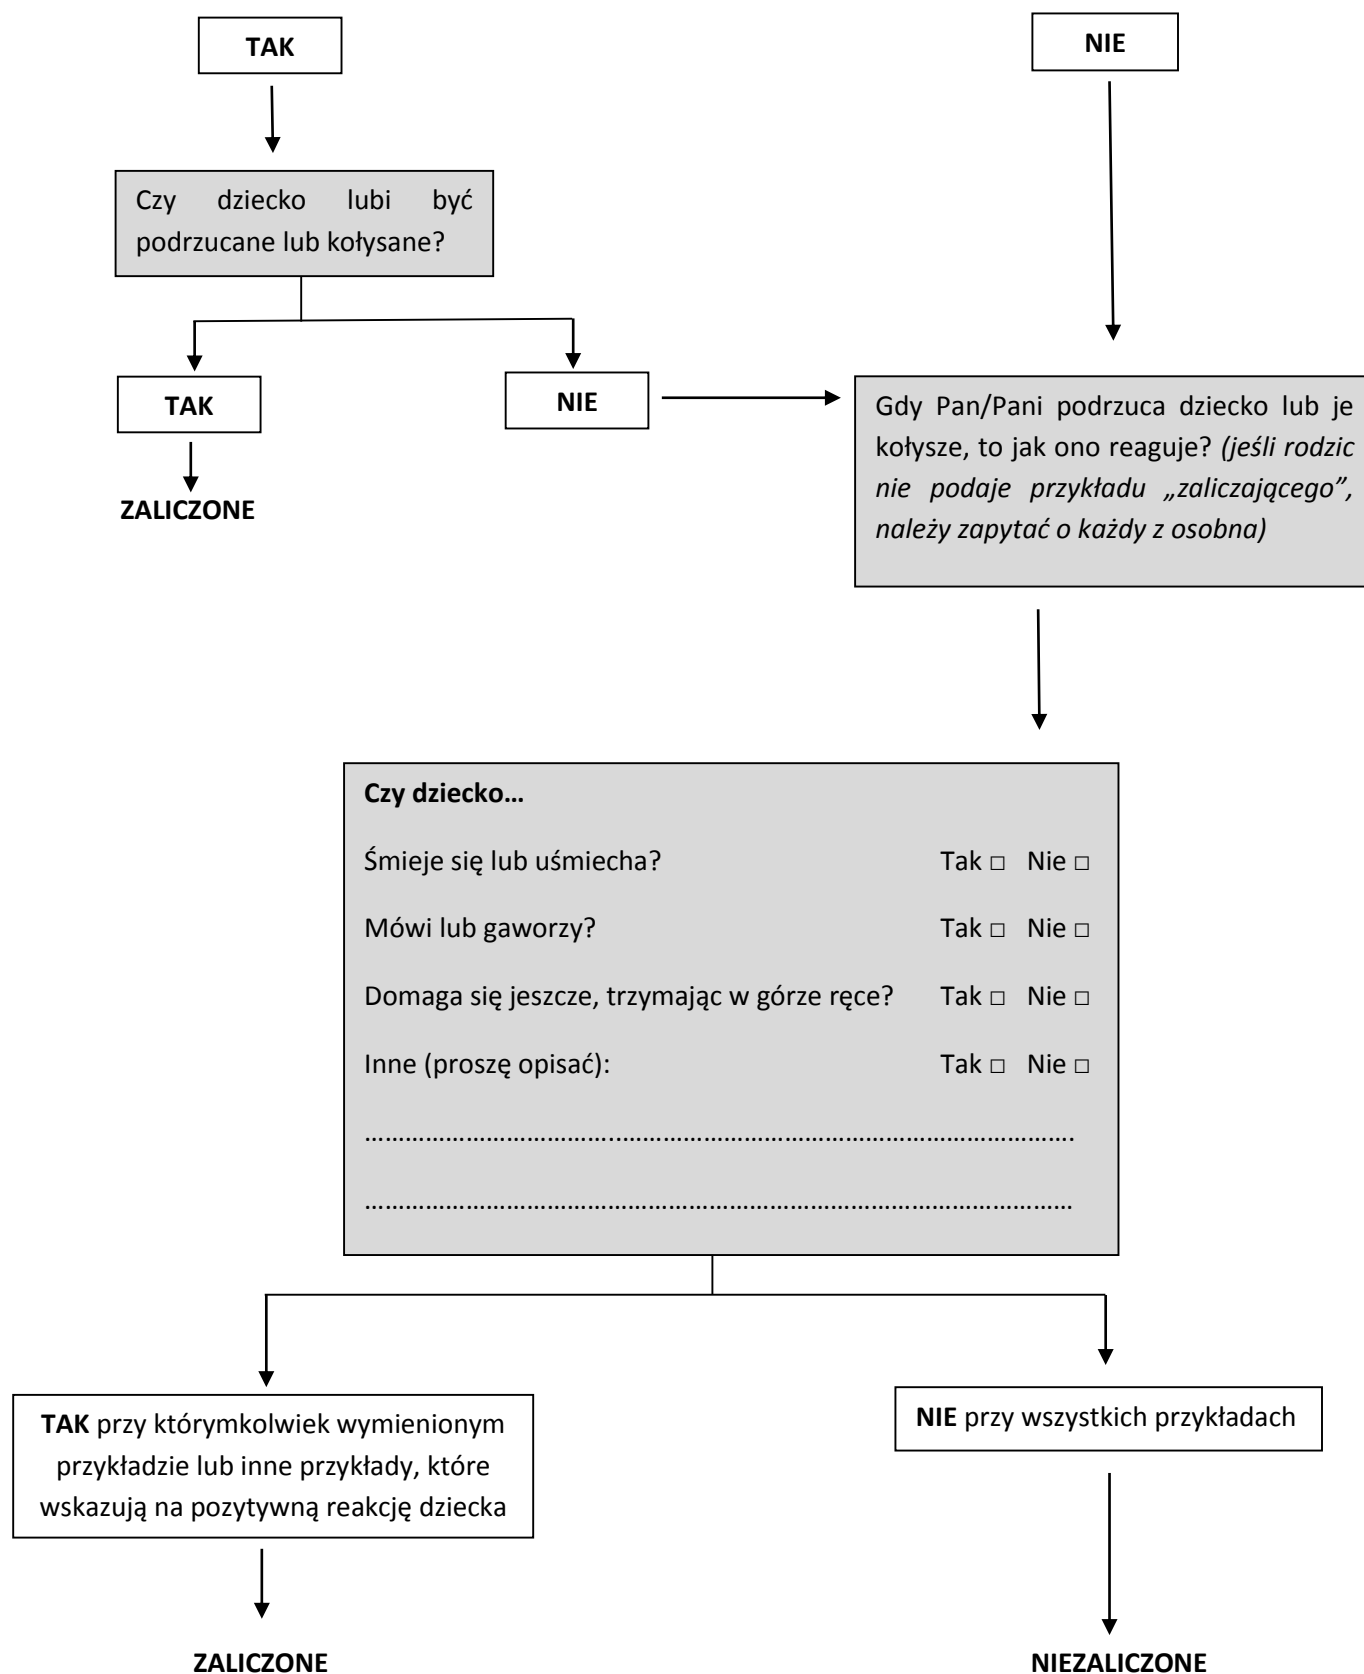 TAK
NIE
Czy dziecko lubi być
podrzucane lub kołysane?
TAK
NIE
ZALICZONE
Gdy Pan/Pani podrzuca dziecko lub je
kołysze, to jak ono reaguje? (jeśli rodzic
nie podaje przykładu „zaliczającego”,
należy zapytać o każdy z osobna)
Czy dziecko...
Śmieje się lub uśmiecha? Tak □ Nie □
Mówi lub gaworzy? Tak □ Nie □
Domaga się jeszcze, trzymając w górze ręce? Tak □ Nie □
Inne (proszę opisać): Tak □ Nie □
………………………………………………………………………………………….
…………………………………………………………………………………………
TAK przy którymkolwiek wymienionym
przykładzie lub inne przykłady, które
wskazują na pozytywną reakcję dziecka
NIE przy wszystkich przykładach
ZALICZONE
NIEZALICZONE